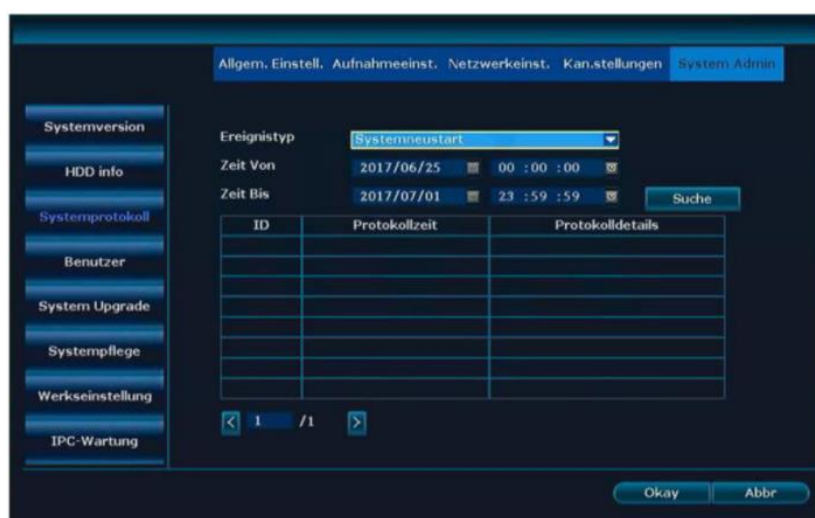 Allgem. Einstell. Aufnahmeeinst. Netzwerkeinst. Kan.stellungen System Admin
Systemversion
HDD info
Systemprotokoll
Benutzer
System Upgrade
Systempflege
Werkseinstellung
IPC-Wartung
Ereignistyp Systemneustart
Zeit Von 2017/06/25 00 :00 :00
Zeit Bis 2017/07/01 23 :59 :59 Suche
ID Protokollzeit Protokolldetails
< 1 /1 >
Okay Abbr